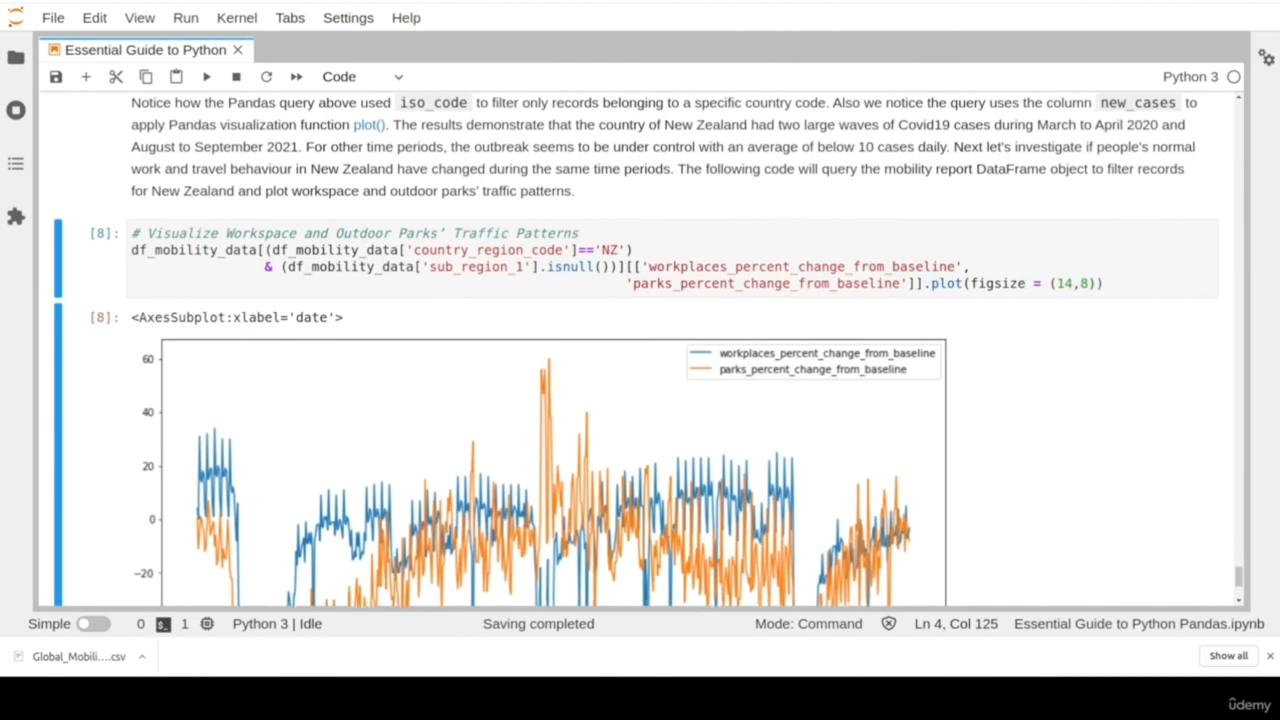 File Edit View Run Kernel Tabs Settings Help
Essential Guide to Python
Code
Python 3
Notice how the Pandas query above used iso_code to filter only records belonging to a specific country code. Also we notice the query uses the column new_cases to
apply Pandas visualization function plot(). The results demonstrate that the country of New Zealand had two large waves of Covid19 cases during March to April 2020 and
August to September 2021. For other time periods, the outbreak seems to be under control with an average of below 10 cases daily. Next let's investigate if people's normal
work and travel behaviour in New Zealand have changed during the same time periods. The following code will query the mobility report DataFrame object to filter records
for New Zealand and plot workspace and outdoor parks' traffic patterns.
[8]: # Visualize Workspace and Outdoor Parks’ Traffic Patterns
df_mobility_data[(df_mobility_data['country_region_code']=='NZ')
& (df_mobility_data['sub_region_1'].isnull())][['workplaces_percent_change_from_baseline',
'parks_percent_change_from_baseline']].plot(figsize = (14,8))
[8]: <AxesSubplot:xlabel='date'>
workplaces_percent_change_from_baseline
parks_percent_change_from_baseline
60
40
20
0
−20
Simple 0 $_ 1 Python 3 | Idle Saving completed Mode: Command Ln 4, Col 125 Essential Guide to Python Pandas.ipynb
Global_Mobili....csv Show all
ûdemy